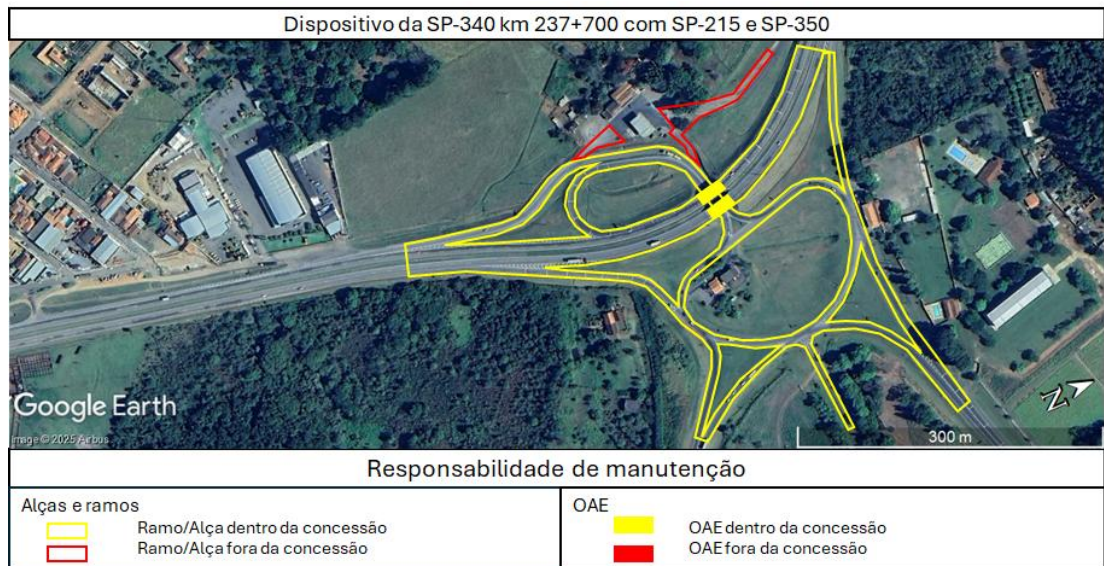 Dispositivo da SP-340 km 237+700 com SP-215 e SP-350
N
Google Earth
Image © 2025 Airbus
300 m
Responsabilidade de manutenção
Alças e ramos
Ramo/Alça dentro da concessão
Ramo/Alça fora da concessão
OAE
OAE dentro da concessão
OAE fora da concessão